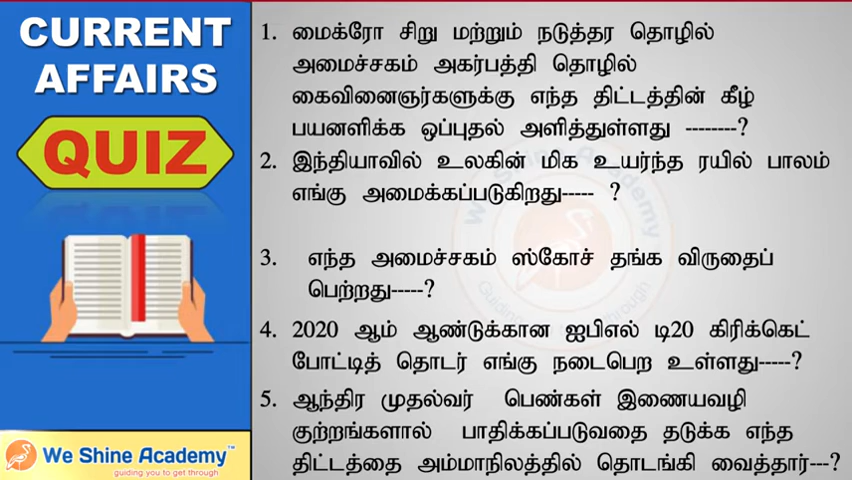 CURRENT
AFFAIRS
QUIZ
1. மைக்ரோ சிறு மற்றும் நடுத்தர தொழில்
அமைச்சகம் அகர்பத்தி தொழில்
கைவினைஞர்களுக்கு எந்த திட்டத்தின் கீழ்
பயனளிக்க ஒப்புதல் அளித்துள்ளது --------?
2. இந்தியாவில் உலகின் மிக உயர்ந்த ரயில் பாலம்
எங்கு அமைக்கப்படுகிறது----- ?
3. எந்த அமைச்சகம் ஸ்கோச் தங்க விருதைப்
பெற்றது-----?
4. 2020 ஆம் ஆண்டுக்கான ஐபிஎல் டி20 கிரிக்கெட்
போட்டித் தொடர் எங்கு நடைபெற உள்ளது-----?
5. ஆந்திர முதல்வர் பெண்கள் இணையவழி
குற்றங்களால் பாதிக்கப்படுவதை தடுக்க எந்த
திட்டத்தை அம்மாநிலத்தில் தொடங்கி வைத்தார்---?
We Shine Academy™
guiding you to get through
We Shine Academy